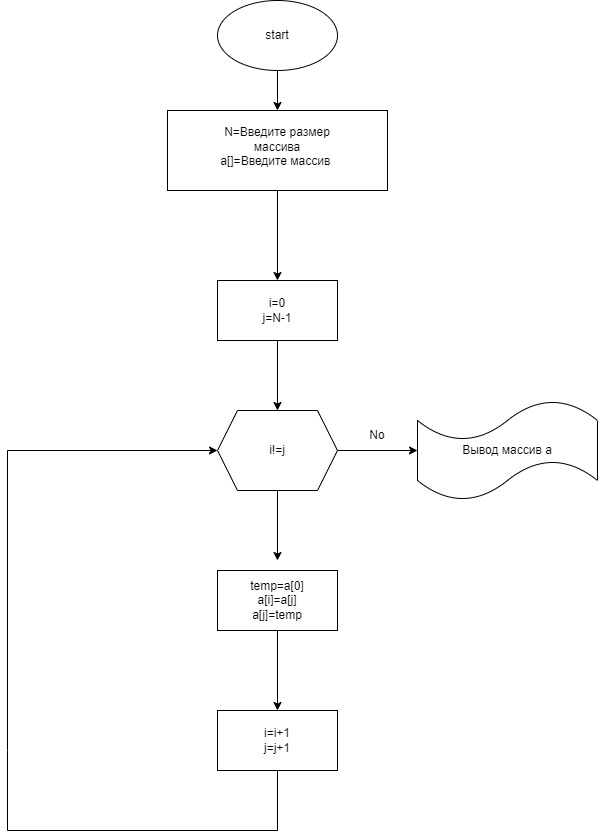 start
N=Введите размер
массива
a[]=Введите массив
i=0
j=N-1
i!=j
No
Вывод массив a
temp=a[0]
a[i]=a[j]
a[j]=temp
i=i+1
j=j+1